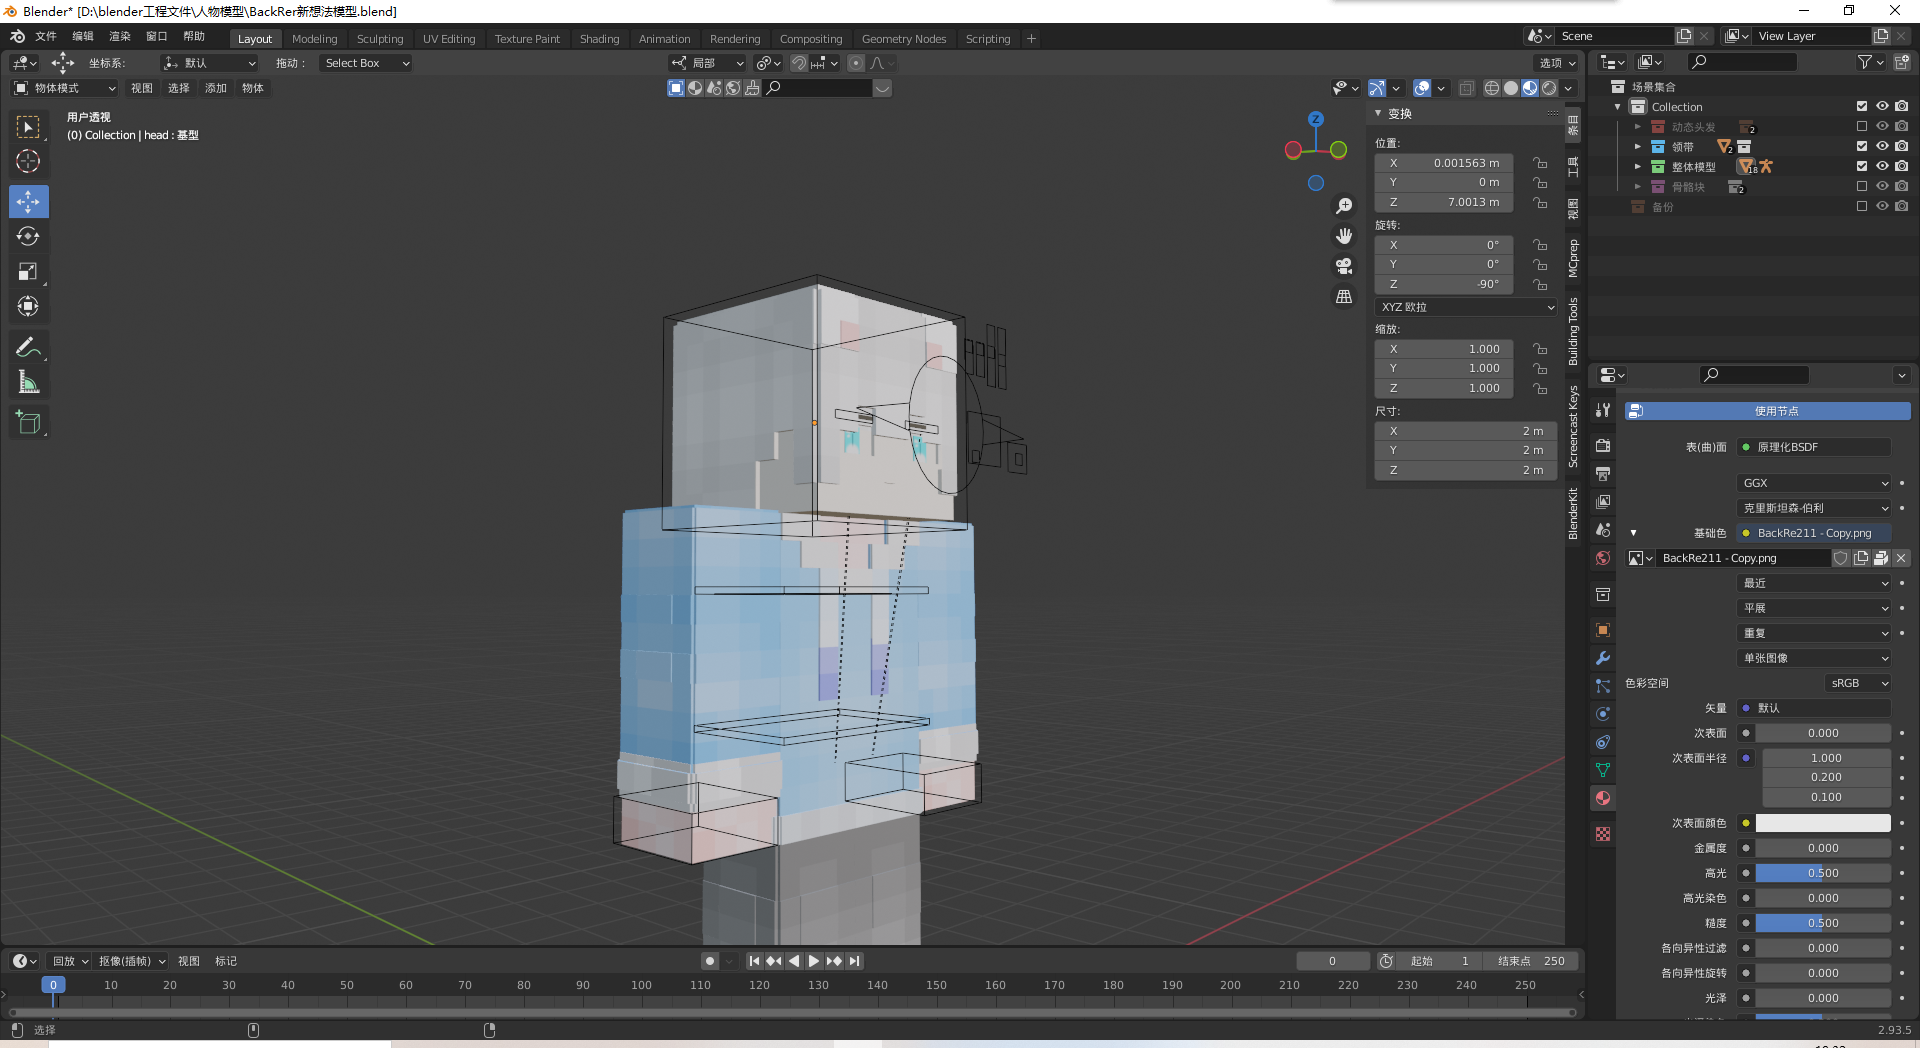 Blender* [D:\blender工程文件\人物模型\BackRer新想法模型.blend]
文件 编辑 渲染 窗口 帮助 Layout Modeling Sculpting UV Editing Texture Paint Shading Animation Rendering Compositing Geometry Nodes Scripting + Scene View Layer
坐标系: 默认 拖动: Select Box 局部 选项
物体模式 视图 选择 添加 物体
用户透视
(0) Collection | head : 基型
Z
变换
位置:
X 0.001563 m
Y 0 m
Z 7.0013 m
旋转:
X 0°
Y 0°
Z -90°
XYZ 欧拉
缩放:
X 1.000
Y 1.000
Z 1.000
尺寸:
X 2 m
Y 2 m
Z 2 m
条目
工具
视图
MCprep
Building Tools
Screencast Keys
BlenderKit
场景集合
Collection
动态头发 2
领带 2
整体模型 18
骨骼块 2
备份
使用节点
表(曲)面 原理化BSDF
GGX
克里斯坦森-伯利
基础色 BackRe211 - Copy.png
BackRe211 - Copy.png
最近
平展
重复
单张图像
色彩空间 sRGB
矢量 默认
次表面 0.000
次表面半径 1.000
0.200
0.100
次表面颜色
金属度 0.000
高光 0.500
高光染色 0.000
糙度 0.500
各向异性过滤 0.000
各向异性旋转 0.000
光泽 0.000
回放 抠像(插帧) 视图 标记 0 起始 1 结束点 250
0 10 20 30 40 50 60 70 80 90 100 110 120 130 140 150 160 170 180 190 200 210 220 230 240 250
选择 2.93.5